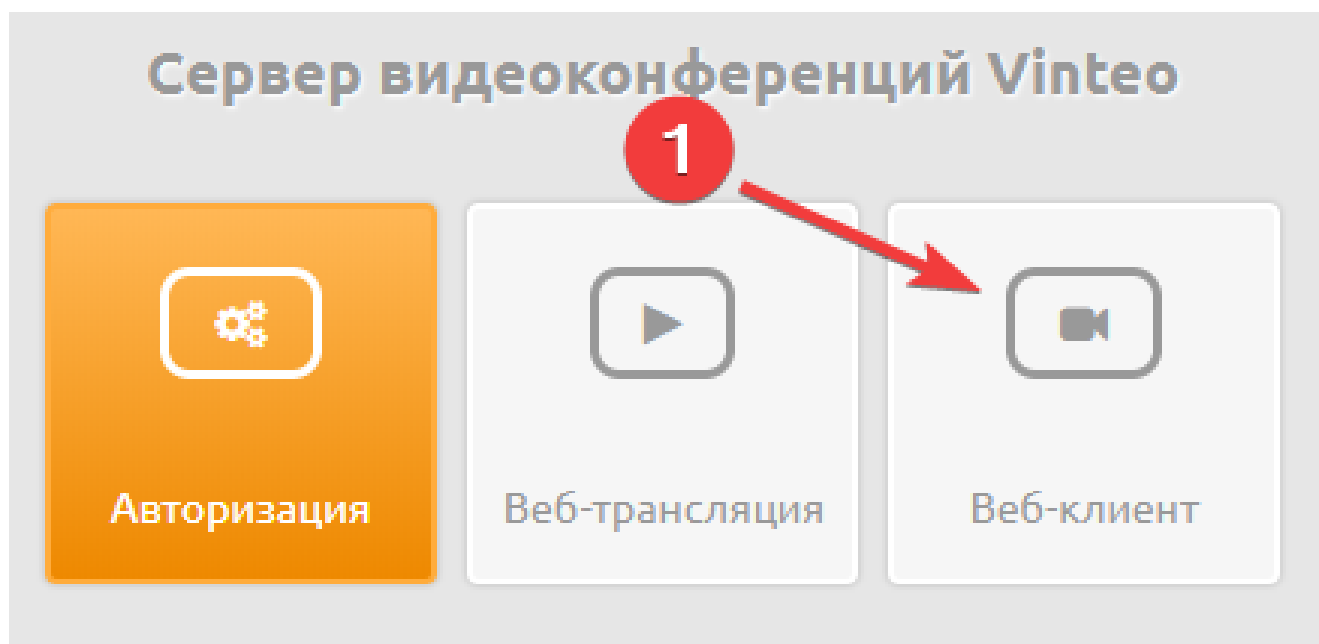 Сервер видеоконференций Vinteo
1
Авторизация
Веб-трансляция
Веб-клиент